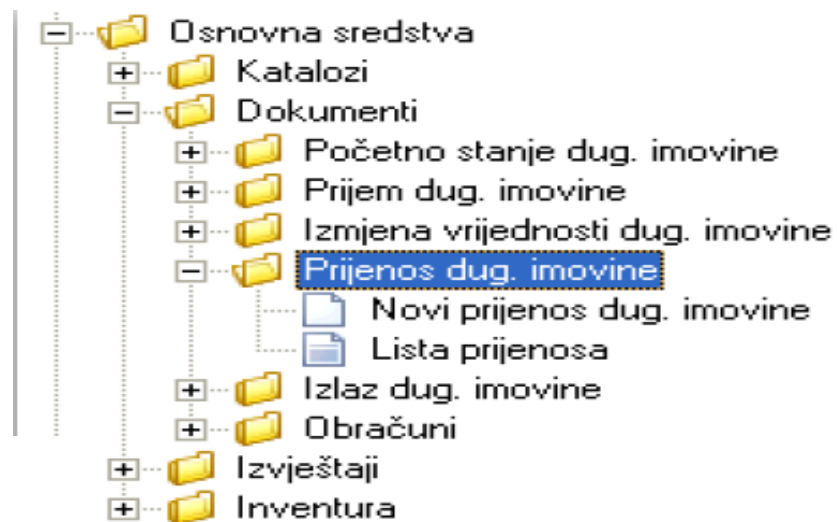 Osnovna sredstva
Katalozi
Dokumenti
Početno stanje dug. imovine
Prijem dug. imovine
Izmjena vrijednosti dug. imovine
Prijenos dug. imovine
Novi prijenos dug. imovine
Lista prijenosa
Izlaz dug. imovine
Obračuni
Izvještaji
Inventura